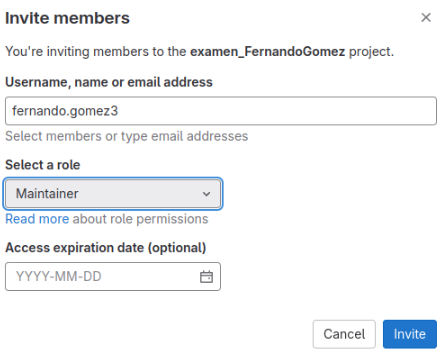 Invite members
You're inviting members to the examen_FernandoGomez project.
Username, name or email address
fernando.gomez3
Select members or type email addresses
Select a role
Maintainer
Read more about role permissions
Access expiration date (optional)
YYYY-MM-DD
Cancel Invite